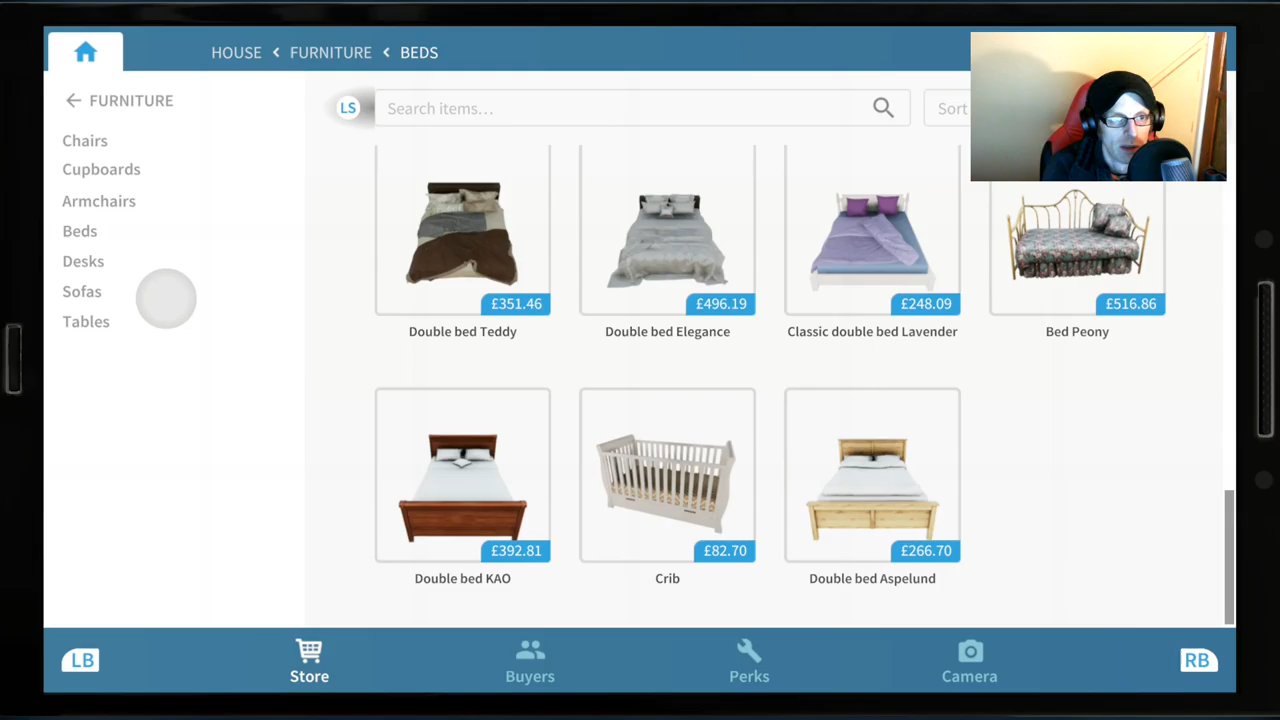 HOUSE < FURNITURE < BEDS
FURNITURE
Chairs
Cupboards
Armchairs
Beds
Desks
Sofas
Tables
LS
Search items...
Sort
£351.46
£496.19
£248.09
£516.86
Double bed Teddy
Double bed Elegance
Classic double bed Lavender
Bed Peony
£392.81
£82.70
£266.70
Double bed KAO
Crib
Double bed Aspelund
LB
Store
Buyers
Perks
Camera
RB